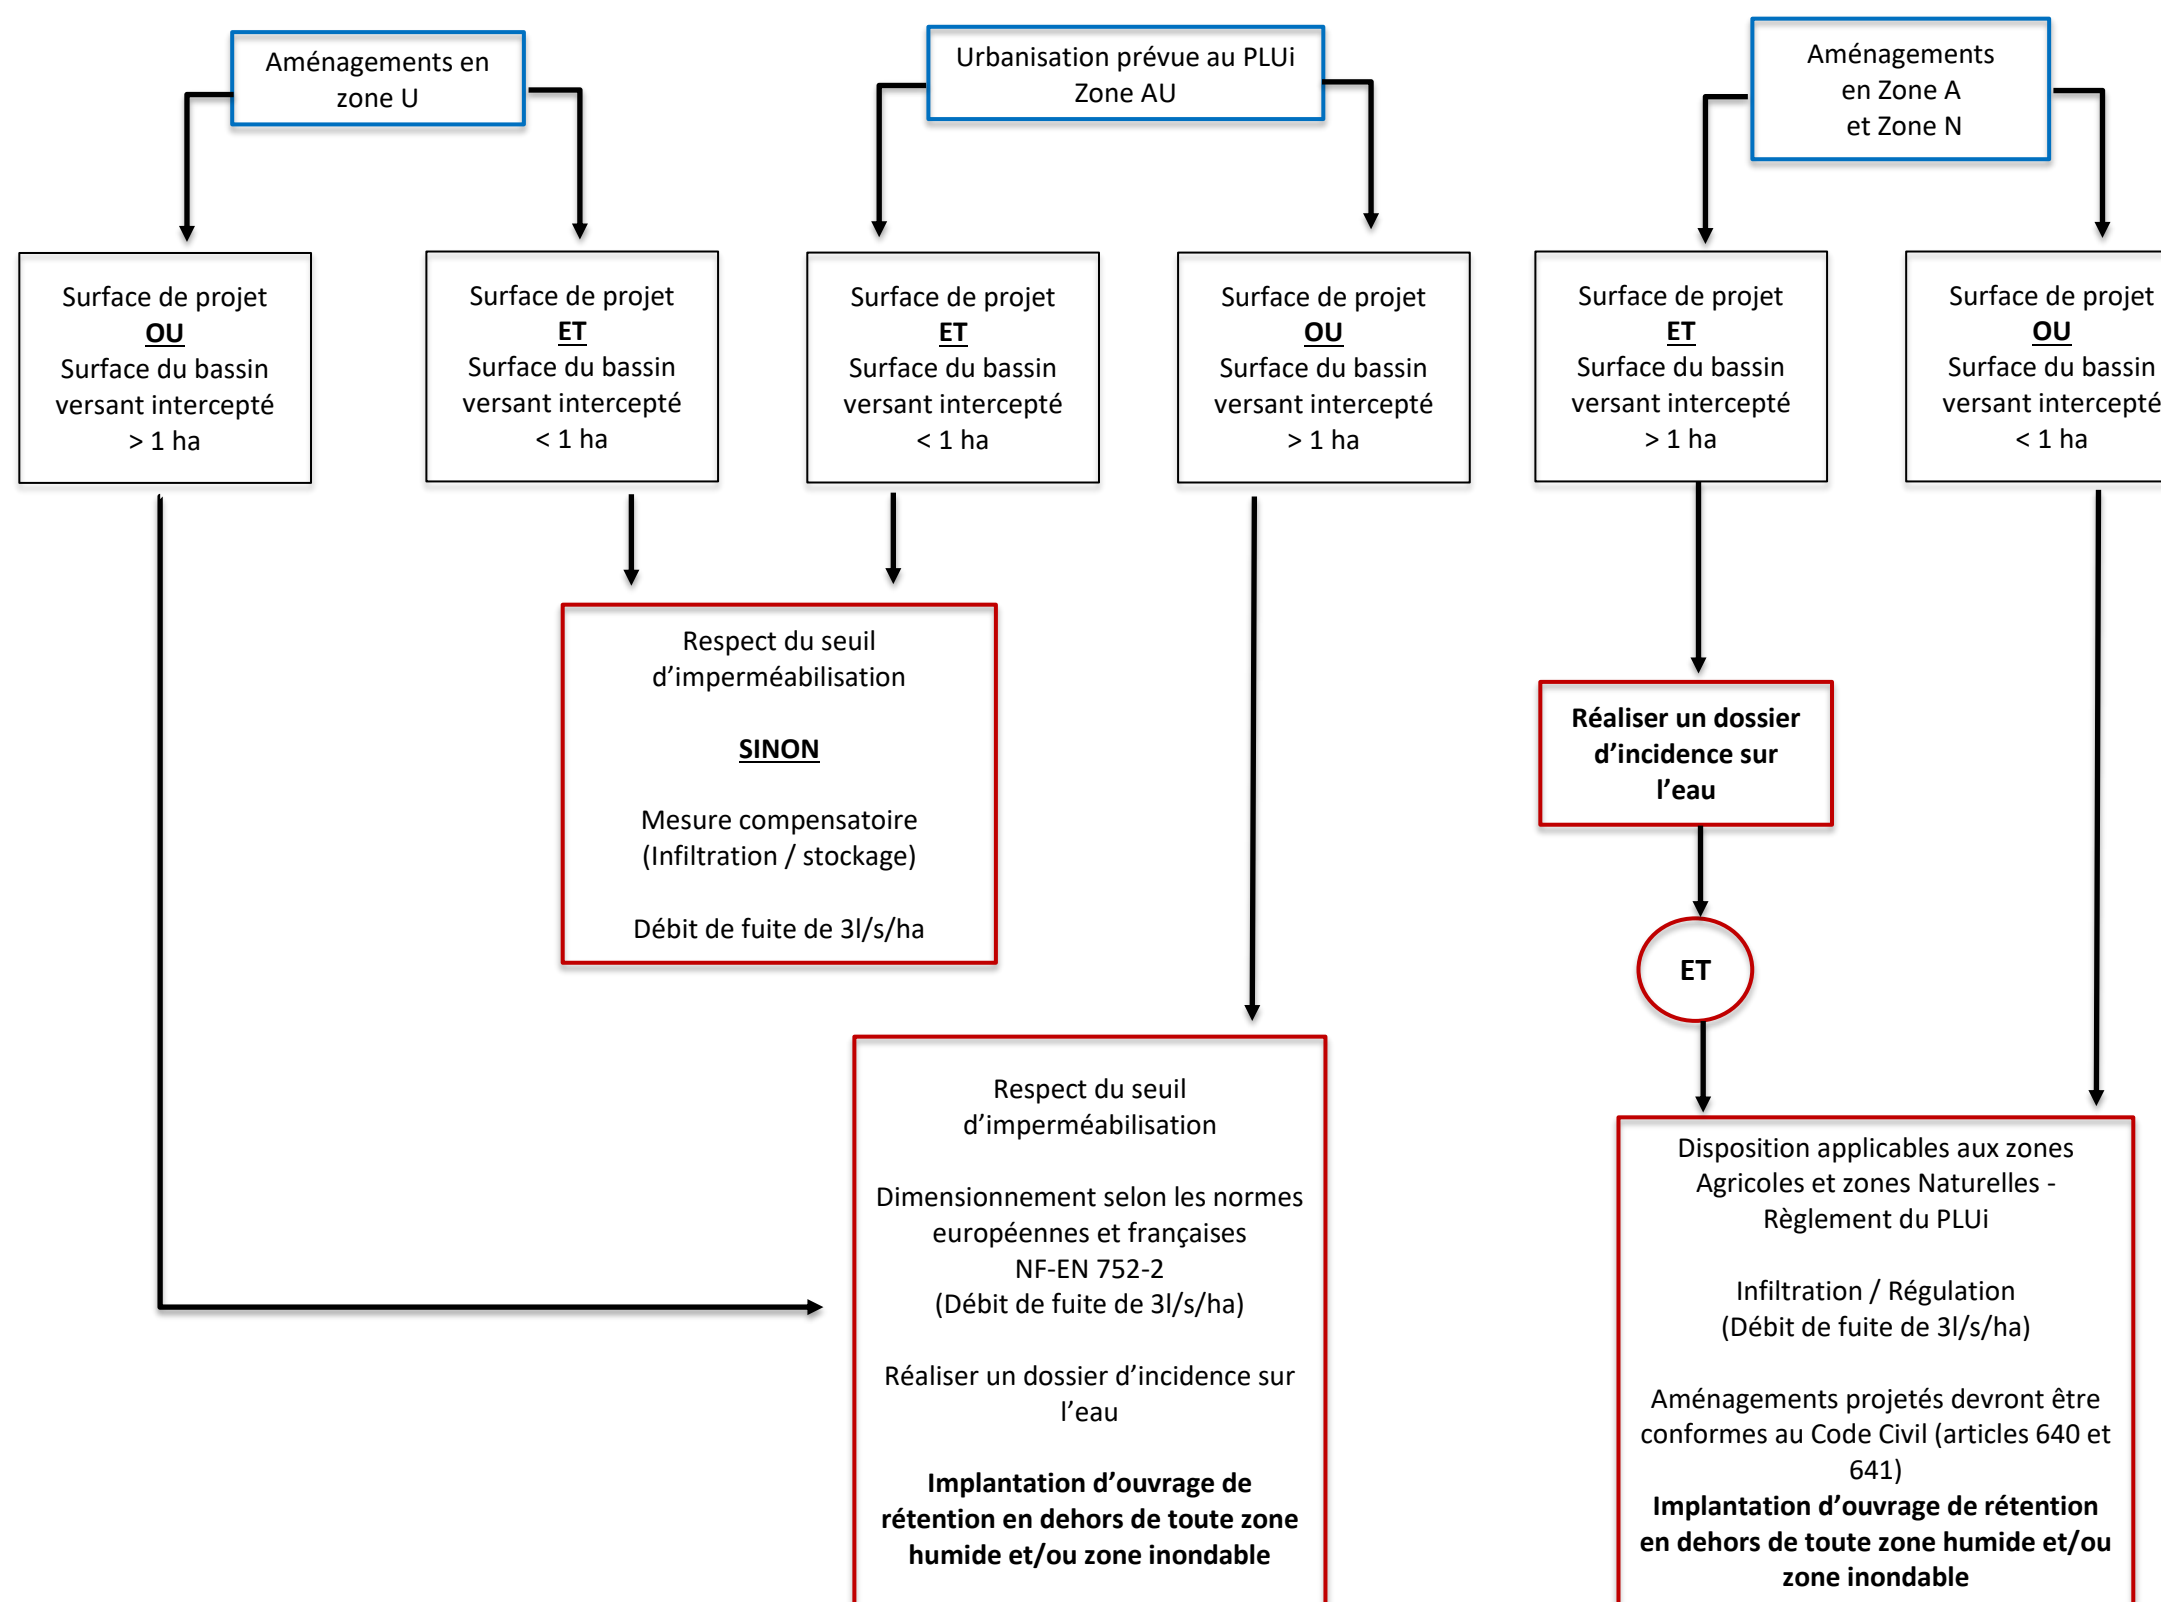 Aménagements en
zone U
Urbanisation prévue au PLUi
Zone AU
Aménagements
en Zone A
et Zone N
Surface de projet
OU
Surface du bassin
versant intercepté
> 1 ha
Surface de projet
ET
Surface du bassin
versant intercepté
< 1 ha
Surface de projet
ET
Surface du bassin
versant intercepté
< 1 ha
Surface de projet
OU
Surface du bassin
versant intercepté
> 1 ha
Surface de projet
ET
Surface du bassin
versant intercepté
> 1 ha
Surface de projet
OU
Surface du bassin
versant intercepté
< 1 ha
Respect du seuil
d’imperméabilisation
SINON
Mesure compensatoire
(Infiltration / stockage)
Débit de fuite de 3l/s/ha
Réaliser un dossier
d’incidence sur
l’eau
ET
Respect du seuil
d’imperméabilisation
Dimensionnement selon les normes
européennes et françaises
NF-EN 752-2
(Débit de fuite de 3l/s/ha)
Réaliser un dossier d’incidence sur
l’eau
Implantation d’ouvrage de
rétention en dehors de toute zone
humide et/ou zone inondable
Disposition applicables aux zones
Agricoles et zones Naturelles -
Règlement du PLUi
Infiltration / Régulation
(Débit de fuite de 3l/s/ha)
Aménagements projetés devront être
conformes au Code Civil (articles 640 et
641)
Implantation d’ouvrage de rétention
en dehors de toute zone humide et/ou
zone inondable